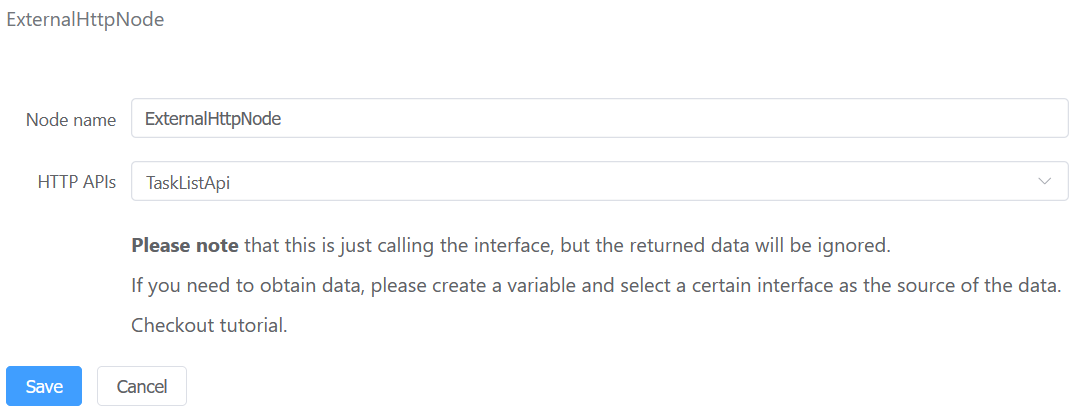 ExternalHttpNode
Node name
ExternalHttpNode
HTTP APIs
TaskListApi
Please note that this is just calling the interface, but the returned data will be ignored.
If you need to obtain data, please create a variable and select a certain interface as the source of the data.
Checkout tutorial.
Save
Cancel